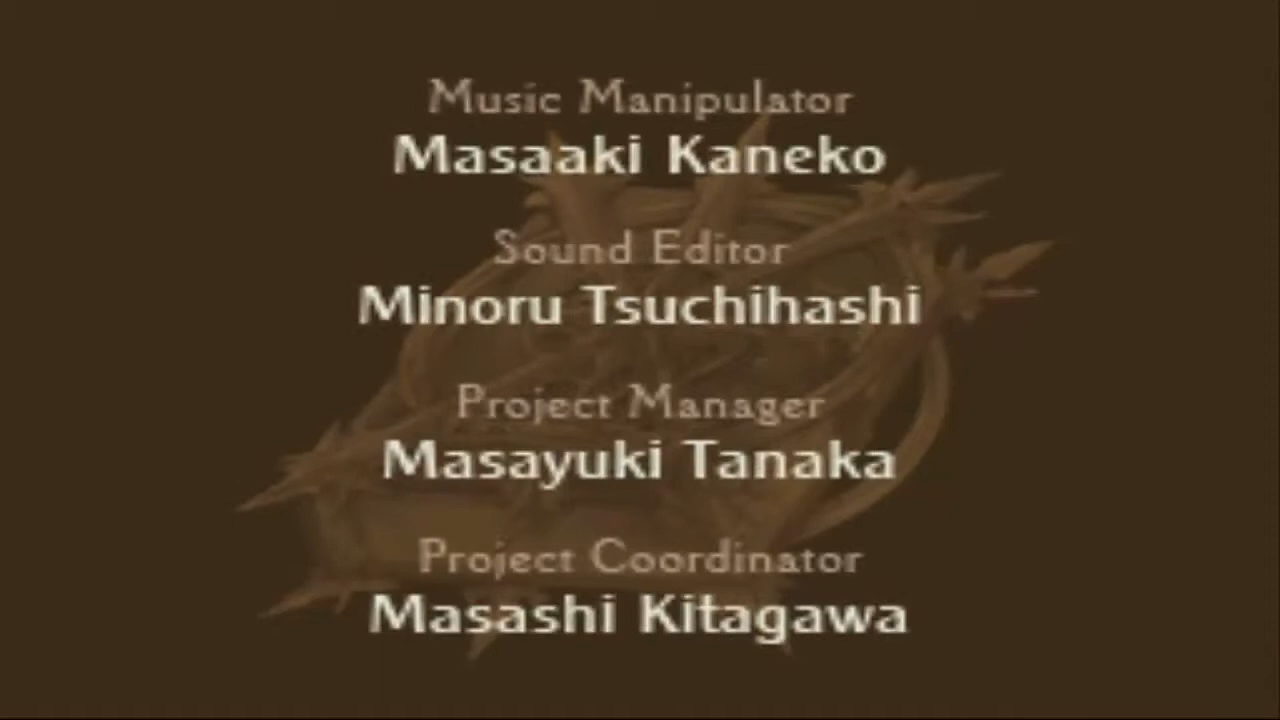 Music Manipulator
Masaaki Kaneko
Sound Editor
Minoru Tsuchihashi
Project Manager
Masayuki Tanaka
Project Coordinator
Masashi Kitagawa